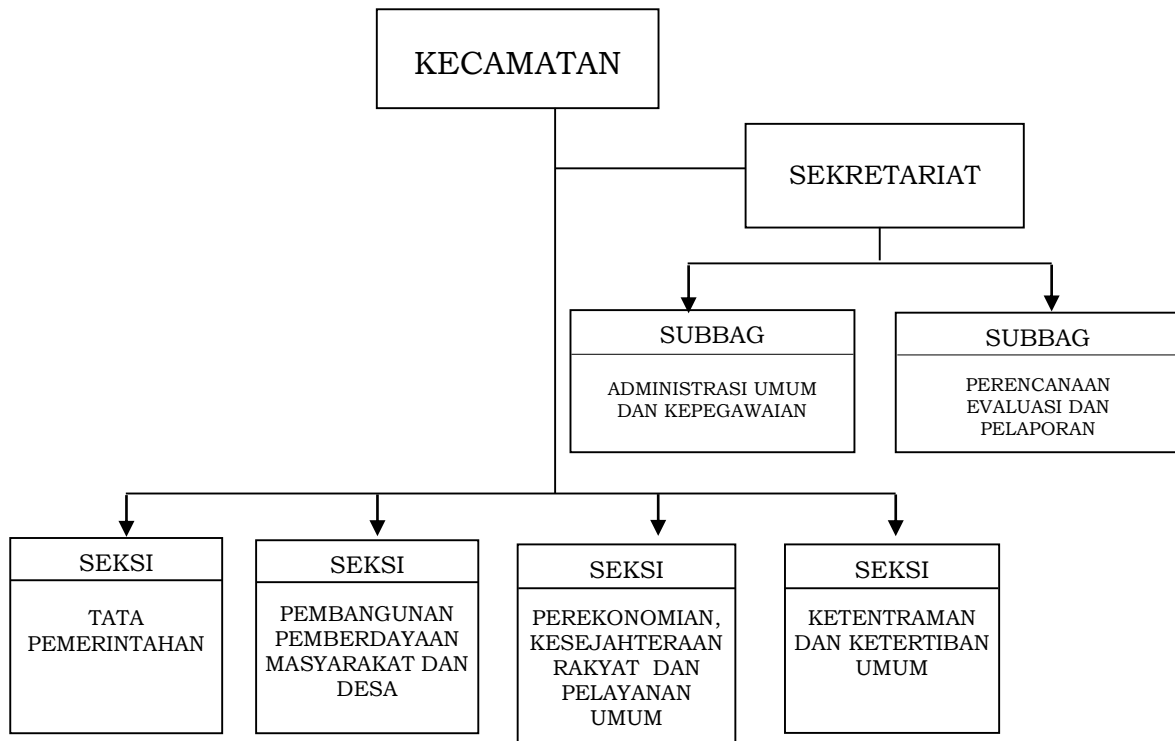 KECAMATAN
SEKRETARIAT
SUBBAG
ADMINISTRASI UMUM
DAN KEPEGAWAIAN
SUBBAG
PERENCANAAN
EVALUASI DAN
PELAPORAN
SEKSI
TATA
PEMERINTAHAN
SEKSI
PEMBANGUNAN
PEMBERDAYAAN
MASYARAKAT DAN
DESA
SEKSI
PEREKONOMIAN,
KESEJAHTERAAN
RAKYAT DAN
PELAYANAN
UMUM
SEKSI
KETENTRAMAN
DAN KETERTIBAN
UMUM